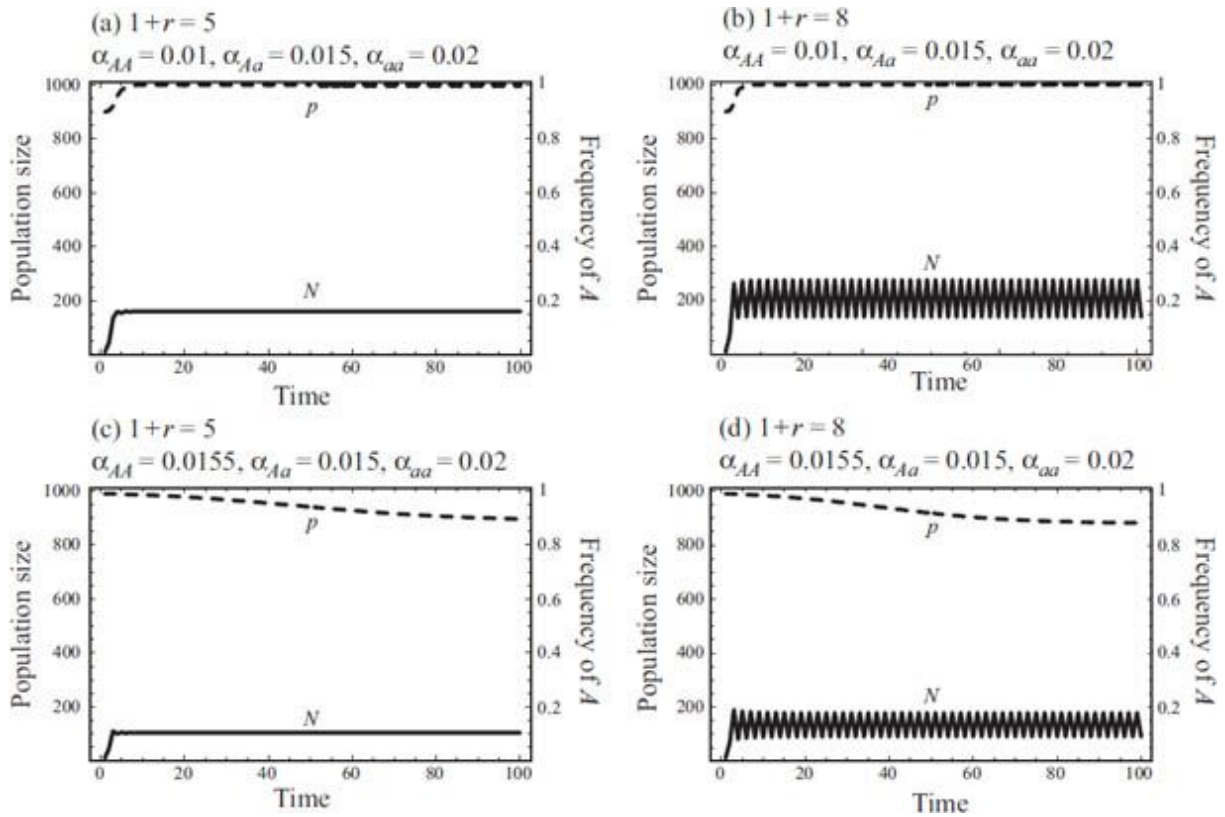 (a) 1+r = 5
α_AA = 0.01, α_Aa = 0.015, α_aa = 0.02
1000
800
600
400
200
Population size
p
N
1
0.8
0.6
0.4
0.2
Frequency of A
0 20 40 60 80 100
Time
(b) 1+r = 8
α_AA = 0.01, α_Aa = 0.015, α_aa = 0.02
1000
800
600
400
200
Population size
p
N
1
0.8
0.6
0.4
0.2
Frequency of A
0 20 40 60 80 100
Time
(c) 1+r = 5
α_AA = 0.0155, α_Aa = 0.015, α_aa = 0.02
1000
800
600
400
200
Population size
p
N
1
0.8
0.6
0.4
0.2
Frequency of A
0 20 40 60 80 100
Time
(d) 1+r = 8
α_AA = 0.0155, α_Aa = 0.015, α_aa = 0.02
1000
800
600
400
200
Population size
p
N
1
0.8
0.6
0.4
0.2
Frequency of A
0 20 40 60 80 100
Time